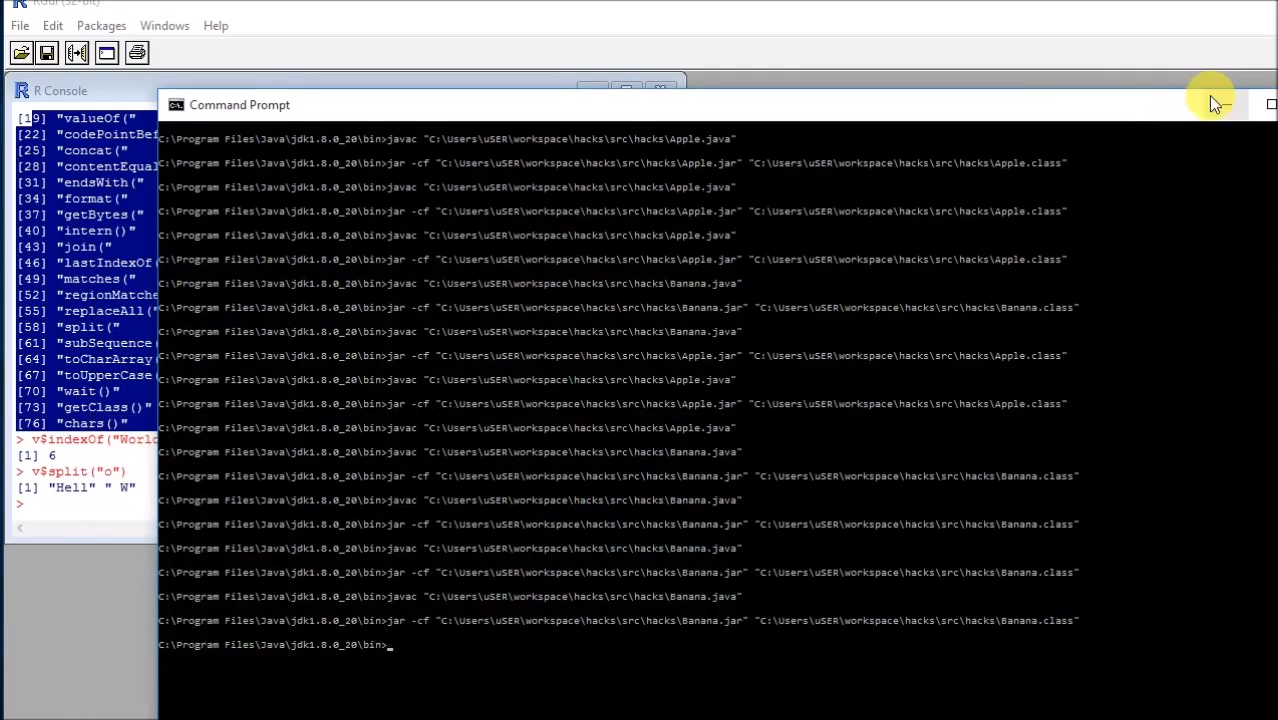 RGui (32-bit)
File Edit Packages Windows Help
R Console
[19] "valueOf("
[22] "codePointBef
[25] "concat("
[28] "contentEqual
[31] "endsWith("
[34] "format("
[37] "getBytes("
[40] "intern()"
[43] "join("
[46] "lastIndexOf(
[49] "matches("
[52] "regionMatche
[55] "replaceAll("
[58] "split("
[61] "subSequence(
[64] "toCharArray(
[67] "toUpperCase(
[70] "wait()"
[73] "getClass()"
[76] "chars()"
> v$indexOf("World
[1] 6
> v$split("o")
[1] "Hell" " W"
>
Command Prompt
C:\Program Files\Java\jdk1.8.0_20\bin>javac "C:\Users\uSER\workspace\hacks\src\hacks\Apple.java"
C:\Program Files\Java\jdk1.8.0_20\bin>jar -cf "C:\Users\uSER\workspace\hacks\src\hacks\Apple.jar" "C:\Users\uSER\workspace\hacks\src\hacks\Apple.class"
C:\Program Files\Java\jdk1.8.0_20\bin>javac "C:\Users\uSER\workspace\hacks\src\hacks\Apple.java"
C:\Program Files\Java\jdk1.8.0_20\bin>jar -cf "C:\Users\uSER\workspace\hacks\src\hacks\Apple.jar" "C:\Users\uSER\workspace\hacks\src\hacks\Apple.class"
C:\Program Files\Java\jdk1.8.0_20\bin>javac "C:\Users\uSER\workspace\hacks\src\hacks\Apple.java"
C:\Program Files\Java\jdk1.8.0_20\bin>jar -cf "C:\Users\uSER\workspace\hacks\src\hacks\Apple.jar" "C:\Users\uSER\workspace\hacks\src\hacks\Apple.class"
C:\Program Files\Java\jdk1.8.0_20\bin>javac "C:\Users\uSER\workspace\hacks\src\hacks\Banana.java"
C:\Program Files\Java\jdk1.8.0_20\bin>jar -cf "C:\Users\uSER\workspace\hacks\src\hacks\Banana.jar" "C:\Users\uSER\workspace\hacks\src\hacks\Banana.class"
C:\Program Files\Java\jdk1.8.0_20\bin>javac "C:\Users\uSER\workspace\hacks\src\hacks\Banana.java"
C:\Program Files\Java\jdk1.8.0_20\bin>jar -cf "C:\Users\uSER\workspace\hacks\src\hacks\Apple.jar" "C:\Users\uSER\workspace\hacks\src\hacks\Apple.class"
C:\Program Files\Java\jdk1.8.0_20\bin>javac "C:\Users\uSER\workspace\hacks\src\hacks\Apple.java"
C:\Program Files\Java\jdk1.8.0_20\bin>jar -cf "C:\Users\uSER\workspace\hacks\src\hacks\Apple.jar" "C:\Users\uSER\workspace\hacks\src\hacks\Apple.class"
C:\Program Files\Java\jdk1.8.0_20\bin>javac "C:\Users\uSER\workspace\hacks\src\hacks\Apple.java"
C:\Program Files\Java\jdk1.8.0_20\bin>javac "C:\Users\uSER\workspace\hacks\src\hacks\Banana.java"
C:\Program Files\Java\jdk1.8.0_20\bin>jar -cf "C:\Users\uSER\workspace\hacks\src\hacks\Banana.jar" "C:\Users\uSER\workspace\hacks\src\hacks\Banana.class"
C:\Program Files\Java\jdk1.8.0_20\bin>javac "C:\Users\uSER\workspace\hacks\src\hacks\Banana.java"
C:\Program Files\Java\jdk1.8.0_20\bin>jar -cf "C:\Users\uSER\workspace\hacks\src\hacks\Banana.jar" "C:\Users\uSER\workspace\hacks\src\hacks\Banana.class"
C:\Program Files\Java\jdk1.8.0_20\bin>javac "C:\Users\uSER\workspace\hacks\src\hacks\Banana.java"
C:\Program Files\Java\jdk1.8.0_20\bin>jar -cf "C:\Users\uSER\workspace\hacks\src\hacks\Banana.jar" "C:\Users\uSER\workspace\hacks\src\hacks\Banana.class"
C:\Program Files\Java\jdk1.8.0_20\bin>javac "C:\Users\uSER\workspace\hacks\src\hacks\Banana.java"
C:\Program Files\Java\jdk1.8.0_20\bin>jar -cf "C:\Users\uSER\workspace\hacks\src\hacks\Banana.jar" "C:\Users\uSER\workspace\hacks\src\hacks\Banana.class"
C:\Program Files\Java\jdk1.8.0_20\bin>_